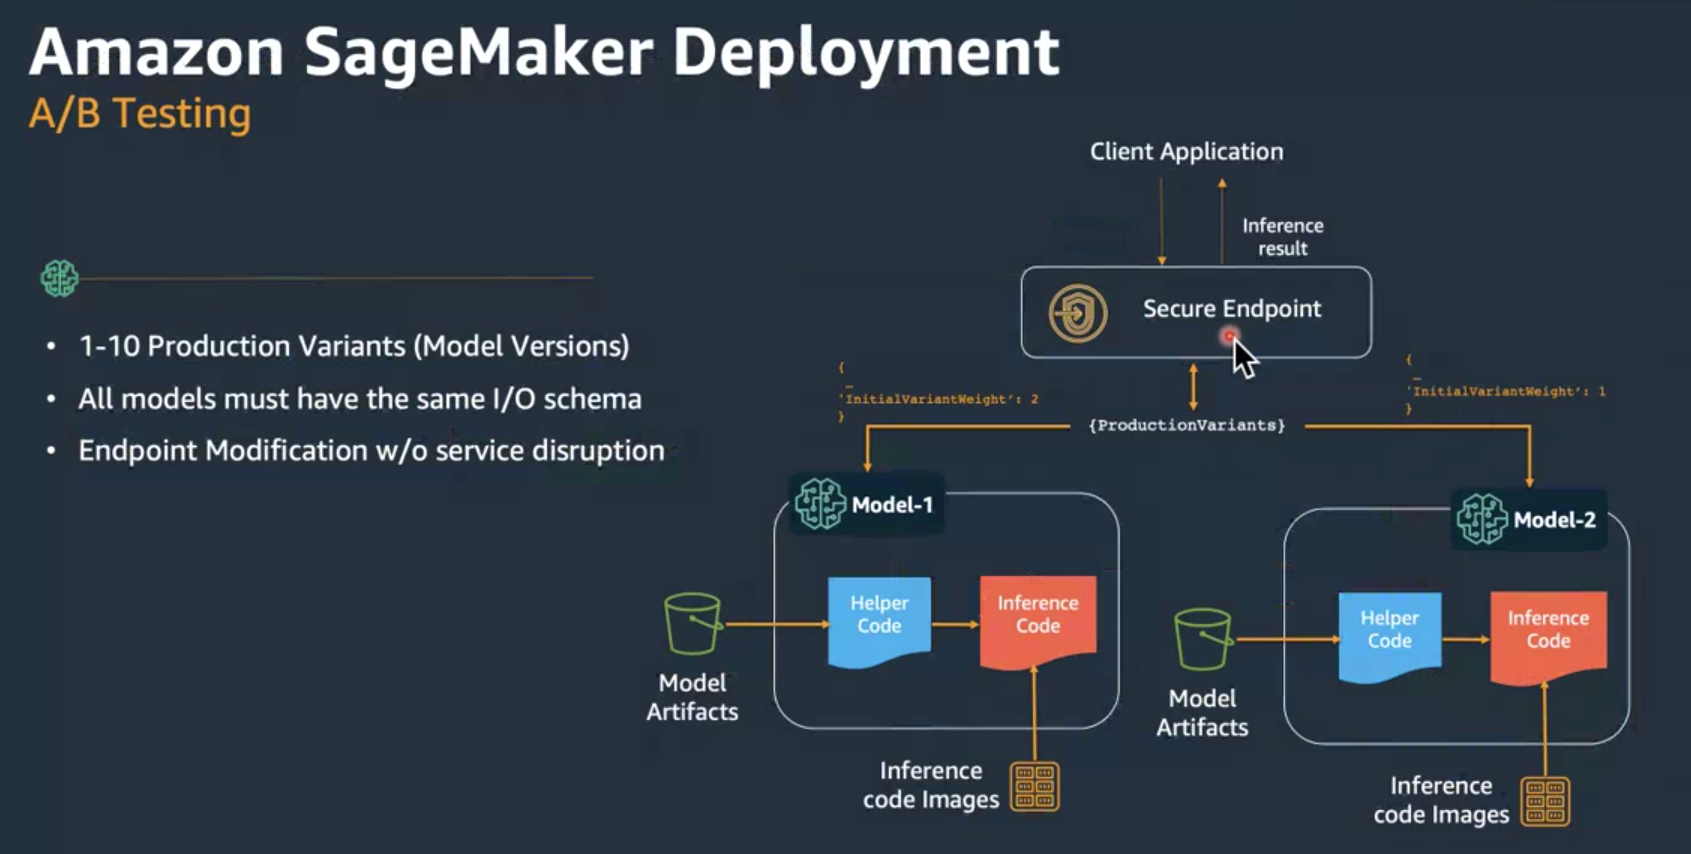 Amazon SageMaker Deployment
A/B Testing
• 1-10 Production Variants (Model Versions)
• All models must have the same I/O schema
• Endpoint Modification w/o service disruption
Client Application
Inference
result
Secure Endpoint
{
…
'InitialVariantWeight': 2
}
{
…
'InitialVariantWeight': 1
}
{ProductionVariants}
Model-1
Helper
Code
Inference
Code
Model
Artifacts
Inference
code Images
Model-2
Helper
Code
Inference
Code
Model
Artifacts
Inference
code Images